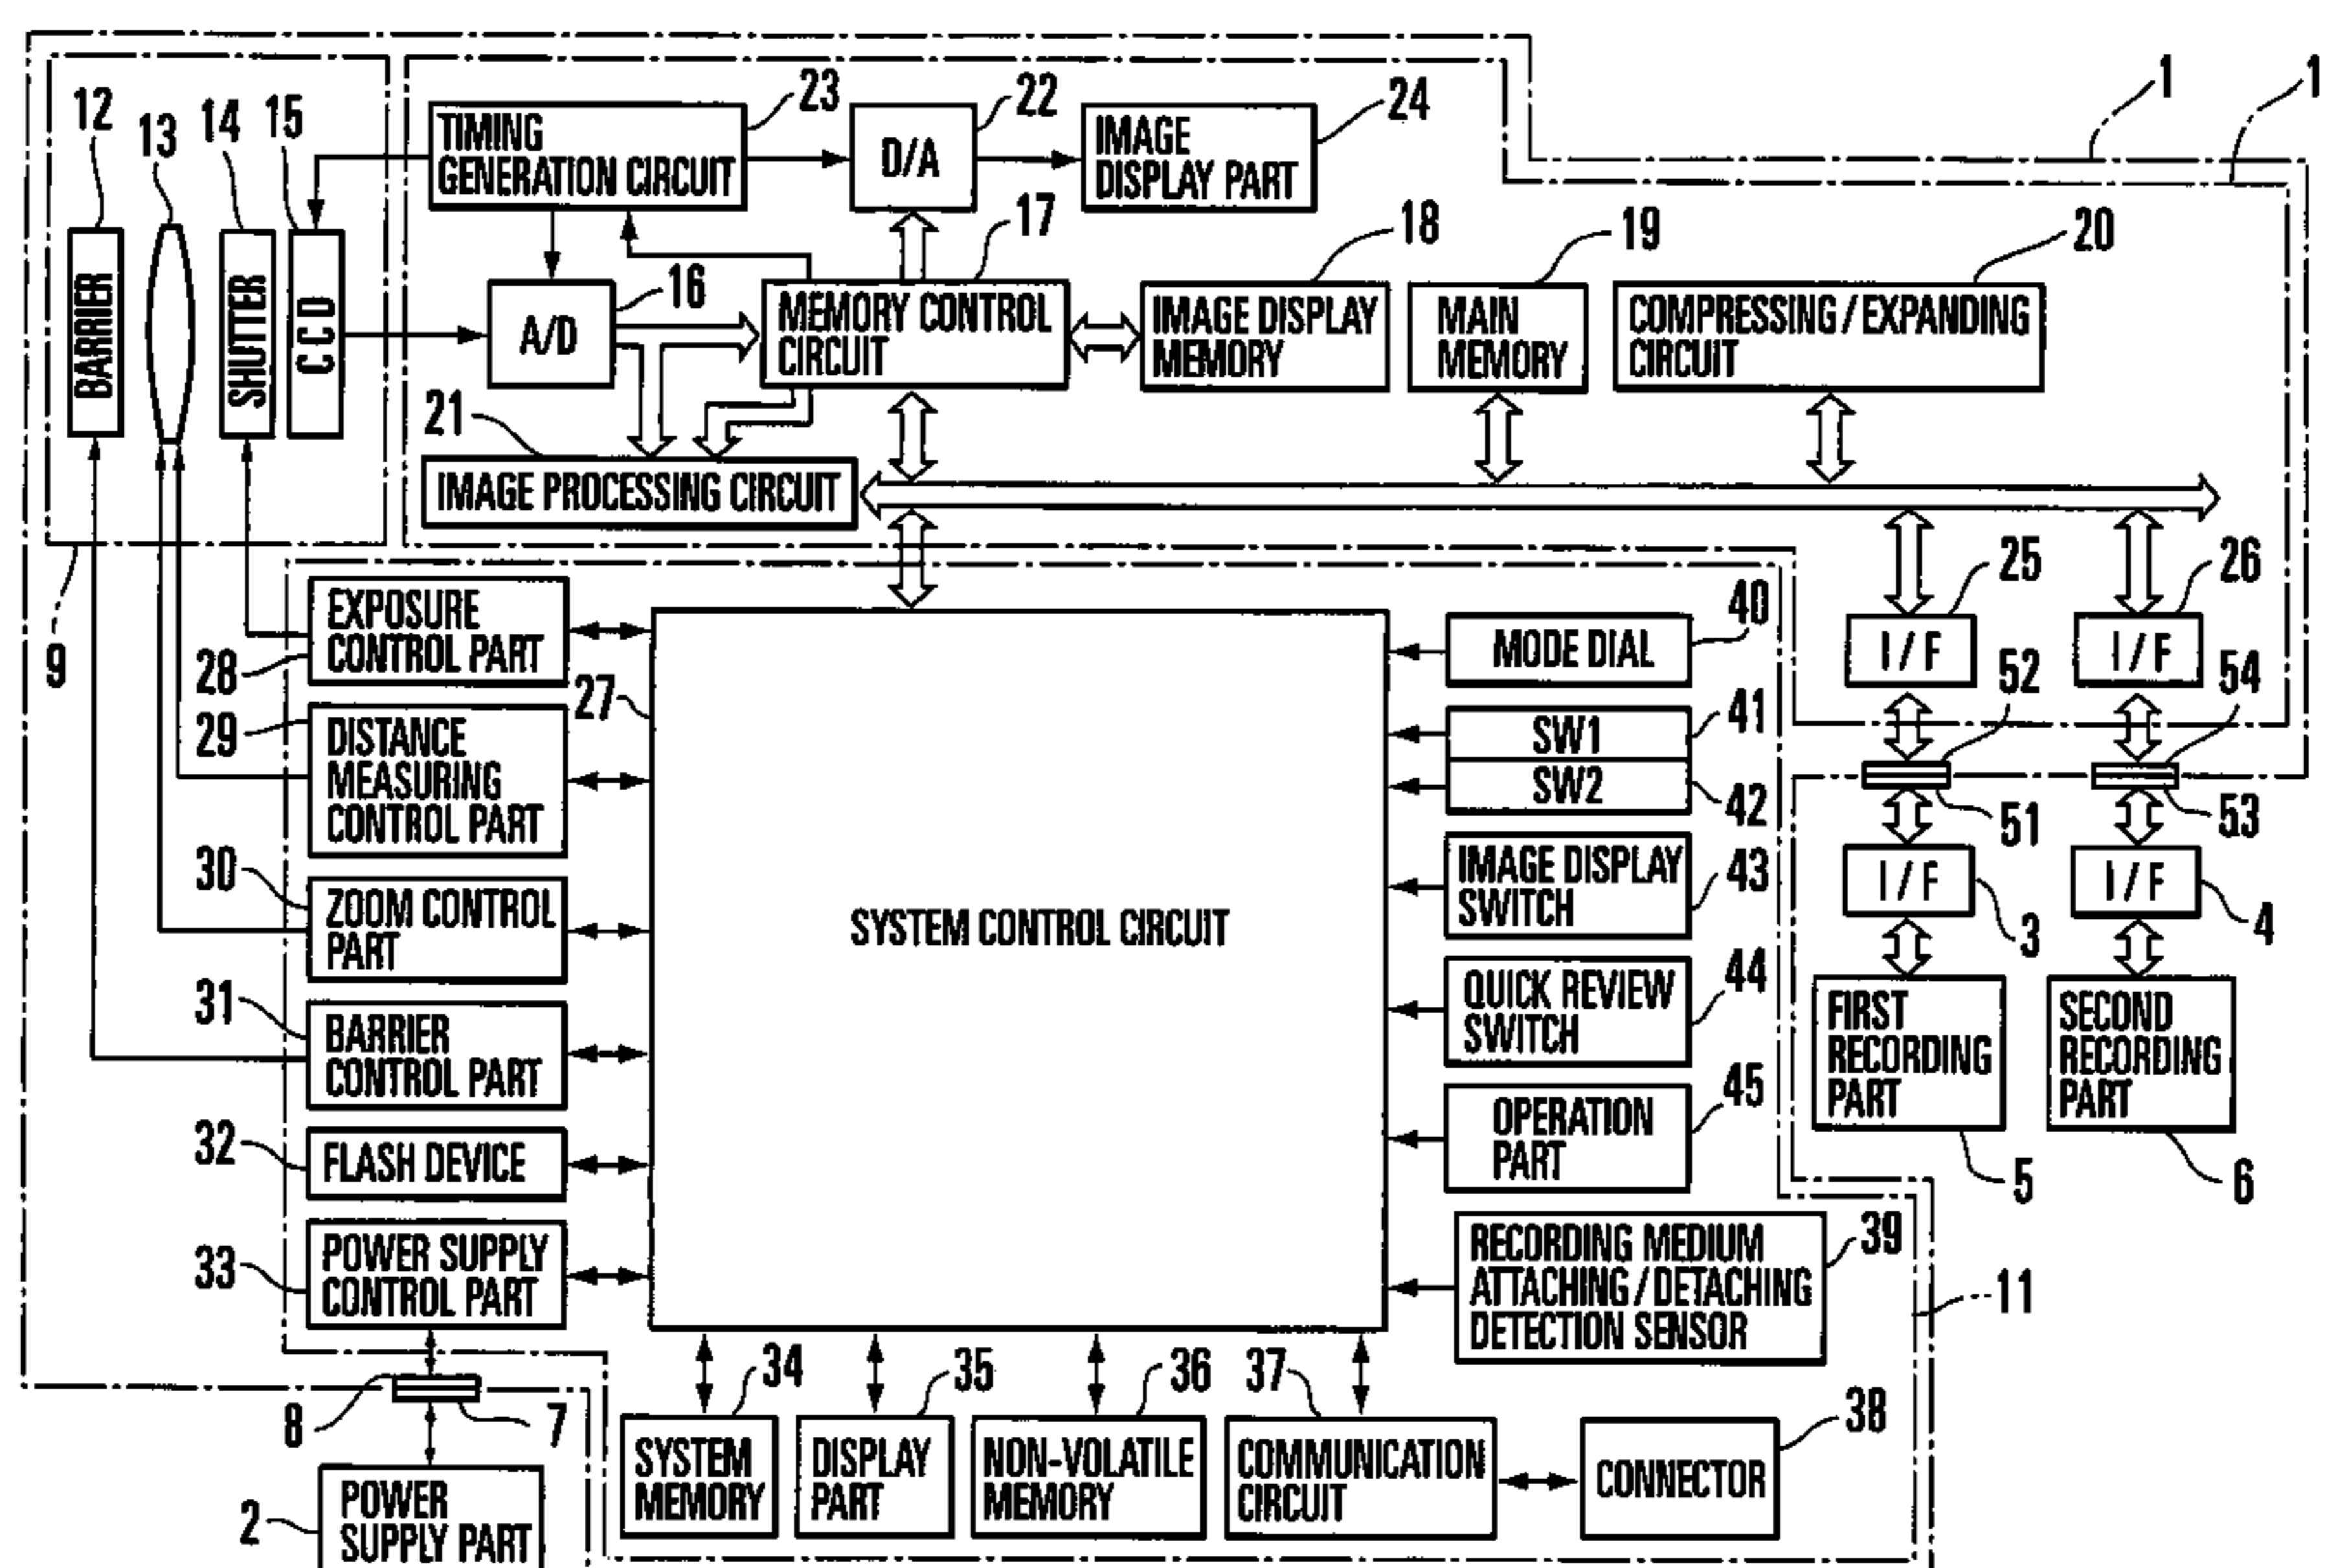 1
1
23
22
24
12
13
14
15
TIMING
GENERATION CIRCUIT
D/A
IMAGE
DISPLAY PART
17
18
19
20
16
BARRIER
SHUTTER
CCD
A/D
MEMORY CONTROL
CIRCUIT
IMAGE DISPLAY
MEMORY
MAIN
MEMORY
COMPRESSING/EXPANDING
CIRCUIT
21
IMAGE PROCESSING CIRCUIT
9
25
26
I/F
I/F
52
54
51
53
I/F
I/F
3
4
FIRST
RECORDING
PART
SECOND
RECORDING
PART
5
6
EXPOSURE
CONTROL PART
28
27
29
DISTANCE
MEASURING
CONTROL PART
30
ZOOM CONTROL
PART
31
BARRIER
CONTROL PART
32
FLASH DEVICE
33
POWER SUPPLY
CONTROL PART
SYSTEM CONTROL CIRCUIT
40
MODE DIAL
41
SW1
SW2
42
IMAGE DISPLAY
SWITCH
43
QUICK REVIEW
SWITCH
44
OPERATION
PART
45
RECORDING MEDIUM
ATTACHING/DETACHING
DETECTION SENSOR
39
11
8
7
2
POWER
SUPPLY PART
34
35
36
37
38
SYSTEM
MEMORY
DISPLAY
PART
NON-VOLATILE
MEMORY
COMMUNICATION
CIRCUIT
CONNECTOR